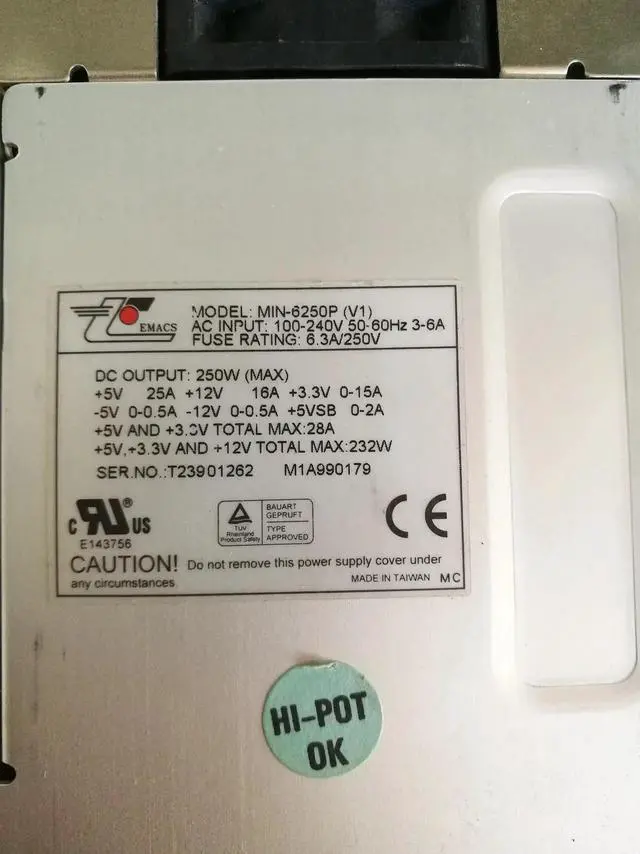 EMACS
MODEL: MIN-6250P (V1)
AC INPUT: 100-240V 50-60Hz 3-6A
FUSE RATING: 6.3A/250V
DC OUTPUT: 250W (MAX)
+5V 25A +12V 16A +3.3V 0-15A
-5V 0-0.5A -12V 0-0.5A +5VSB 0-2A
+5V AND +3.3V TOTAL MAX:28A
+5V,+3.3V AND +12V TOTAL MAX:232W
SER.NO.:T23901262 M1A990179
c RU ® US
E143756
TUV
Rheinland
Product Safety
BAUART
GEPRUFT
TYPE
APPROVED
CE
CAUTION! Do not remove this power supply cover under
any circumstances.
MADE IN TAIWAN MC
HI-POT
OK